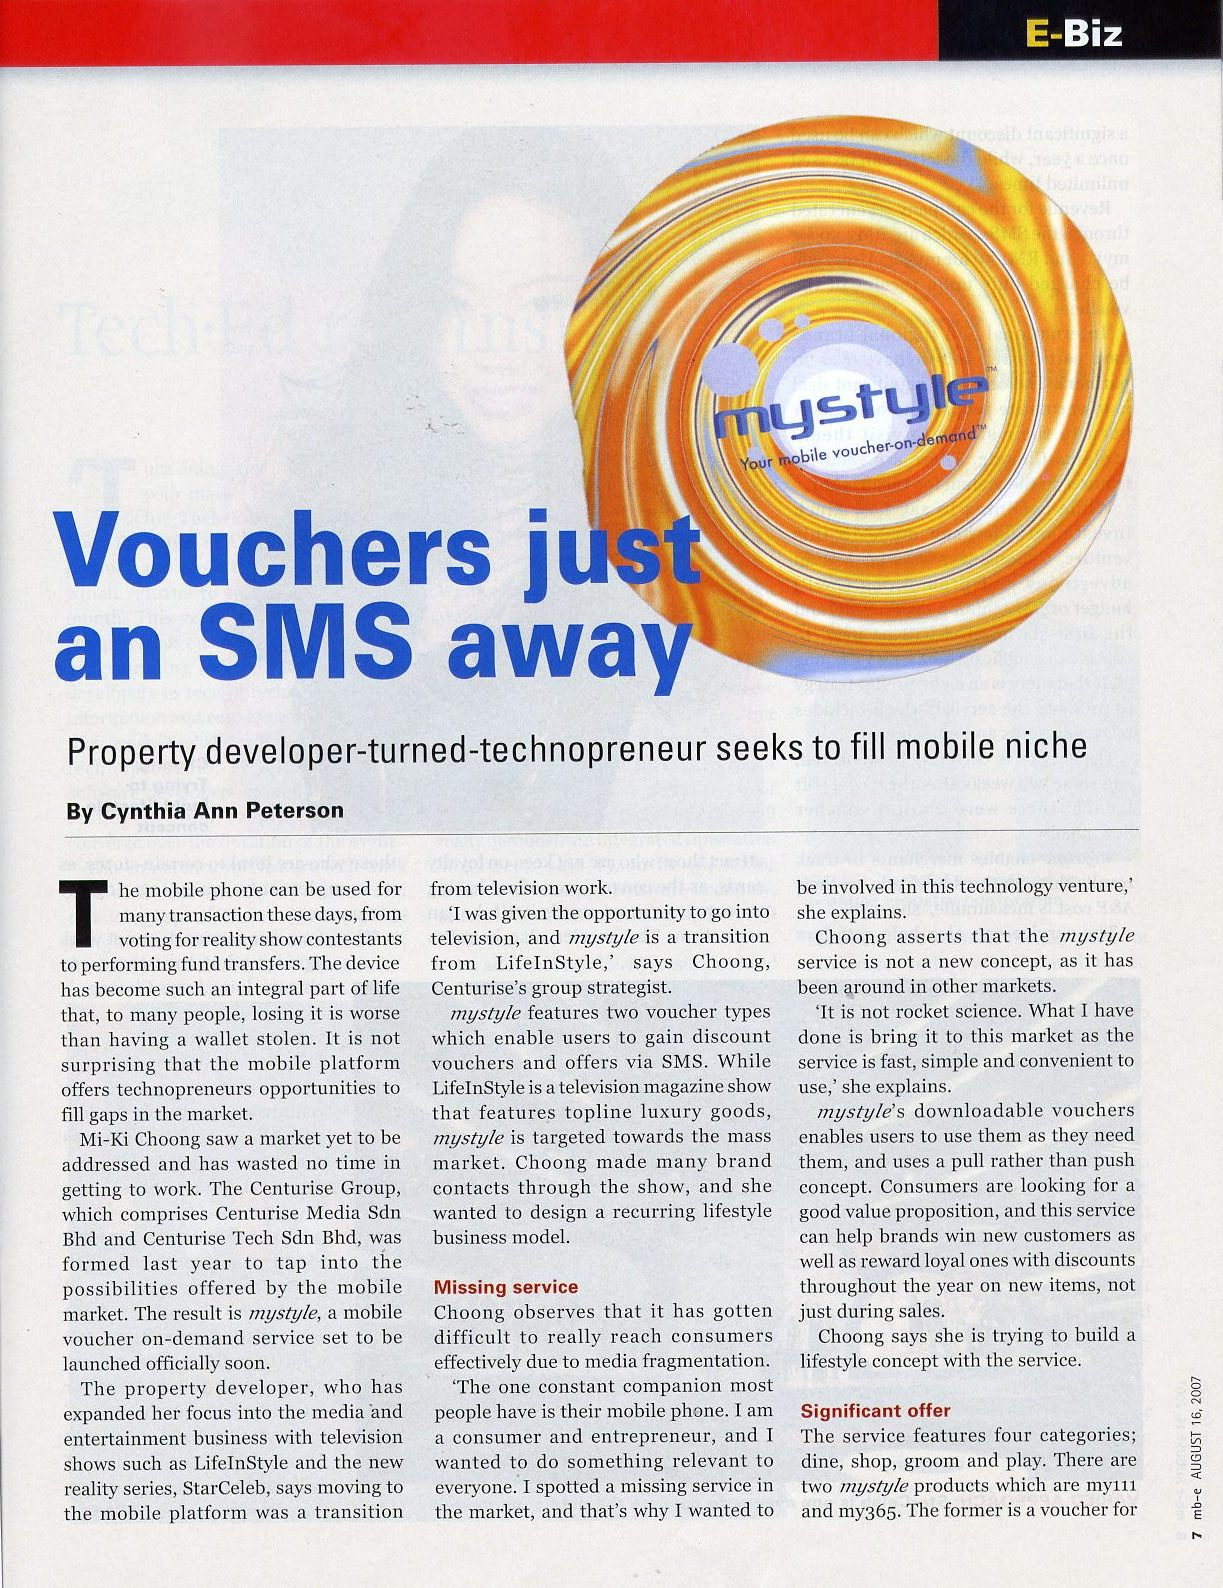 E-Biz
mystyle™
Your mobile voucher-on-demand™
Vouchers just
an SMS away
Property developer-turned-technopreneur seeks to fill mobile niche
By Cynthia Ann Peterson
The mobile phone can be used for
many transaction these days, from
voting for reality show contestants
to performing fund transfers. The device
has become such an integral part of life
that, to many people, losing it is worse
than having a wallet stolen. It is not
surprising that the mobile platform
offers technopreneurs opportunities to
fill gaps in the market.
Mi-Ki Choong saw a market yet to be
addressed and has wasted no time in
getting to work. The Centurise Group,
which comprises Centurise Media Sdn
Bhd and Centurise Tech Sdn Bhd, was
formed last year to tap into the
possibilities offered by the mobile
market. The result is mystyle, a mobile
voucher on-demand service set to be
launched officially soon.
The property developer, who has
expanded her focus into the media and
entertainment business with television
shows such as LifeInStyle and the new
reality series, StarCeleb, says moving to
the mobile platform was a transition
from television work.
'I was given the opportunity to go into
television, and mystyle is a transition
from LifeInStyle,' says Choong,
Centurise's group strategist.
mystyle features two voucher types
which enable users to gain discount
vouchers and offers via SMS. While
LifeInStyle is a television magazine show
that features topline luxury goods,
mystyle is targeted towards the mass
market. Choong made many brand
contacts through the show, and she
wanted to design a recurring lifestyle
business model.
Missing service
Choong observes that it has gotten
difficult to really reach consumers
effectively due to media fragmentation.
'The one constant companion most
people have is their mobile phone. I am
a consumer and entrepreneur, and I
wanted to do something relevant to
everyone. I spotted a missing service in
the market, and that's why I wanted to
be involved in this technology venture,'
she explains.
Choong asserts that the mystyle
service is not a new concept, as it has
been around in other markets.
'It is not rocket science. What I have
done is bring it to this market as the
service is fast, simple and convenient to
use,' she explains.
mystyle's downloadable vouchers
enables users to use them as they need
them, and uses a pull rather than push
concept. Consumers are looking for a
good value proposition, and this service
can help brands win new customers as
well as reward loyal ones with discounts
throughout the year on new items, not
just during sales.
Choong says she is trying to build a
lifestyle concept with the service.
Significant offer
The service features four categories;
dine, shop, groom and play. There are
two mystyle products which are my111
and my365. The former is a voucher for
7 mb-e AUGUST 16, 2007